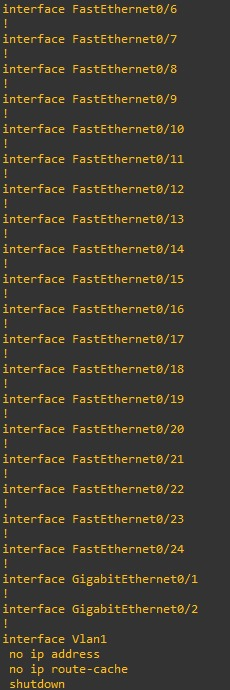 interface FastEthernet0/6
!
interface FastEthernet0/7
!
interface FastEthernet0/8
!
interface FastEthernet0/9
!
interface FastEthernet0/10
!
interface FastEthernet0/11
!
interface FastEthernet0/12
!
interface FastEthernet0/13
!
interface FastEthernet0/14
!
interface FastEthernet0/15
!
interface FastEthernet0/16
!
interface FastEthernet0/17
!
interface FastEthernet0/18
!
interface FastEthernet0/19
!
interface FastEthernet0/20
!
interface FastEthernet0/21
!
interface FastEthernet0/22
!
interface FastEthernet0/23
!
interface FastEthernet0/24
!
interface GigabitEthernet0/1
!
interface GigabitEthernet0/2
!
interface Vlan1
 no ip address
 no ip route-cache
 shutdown